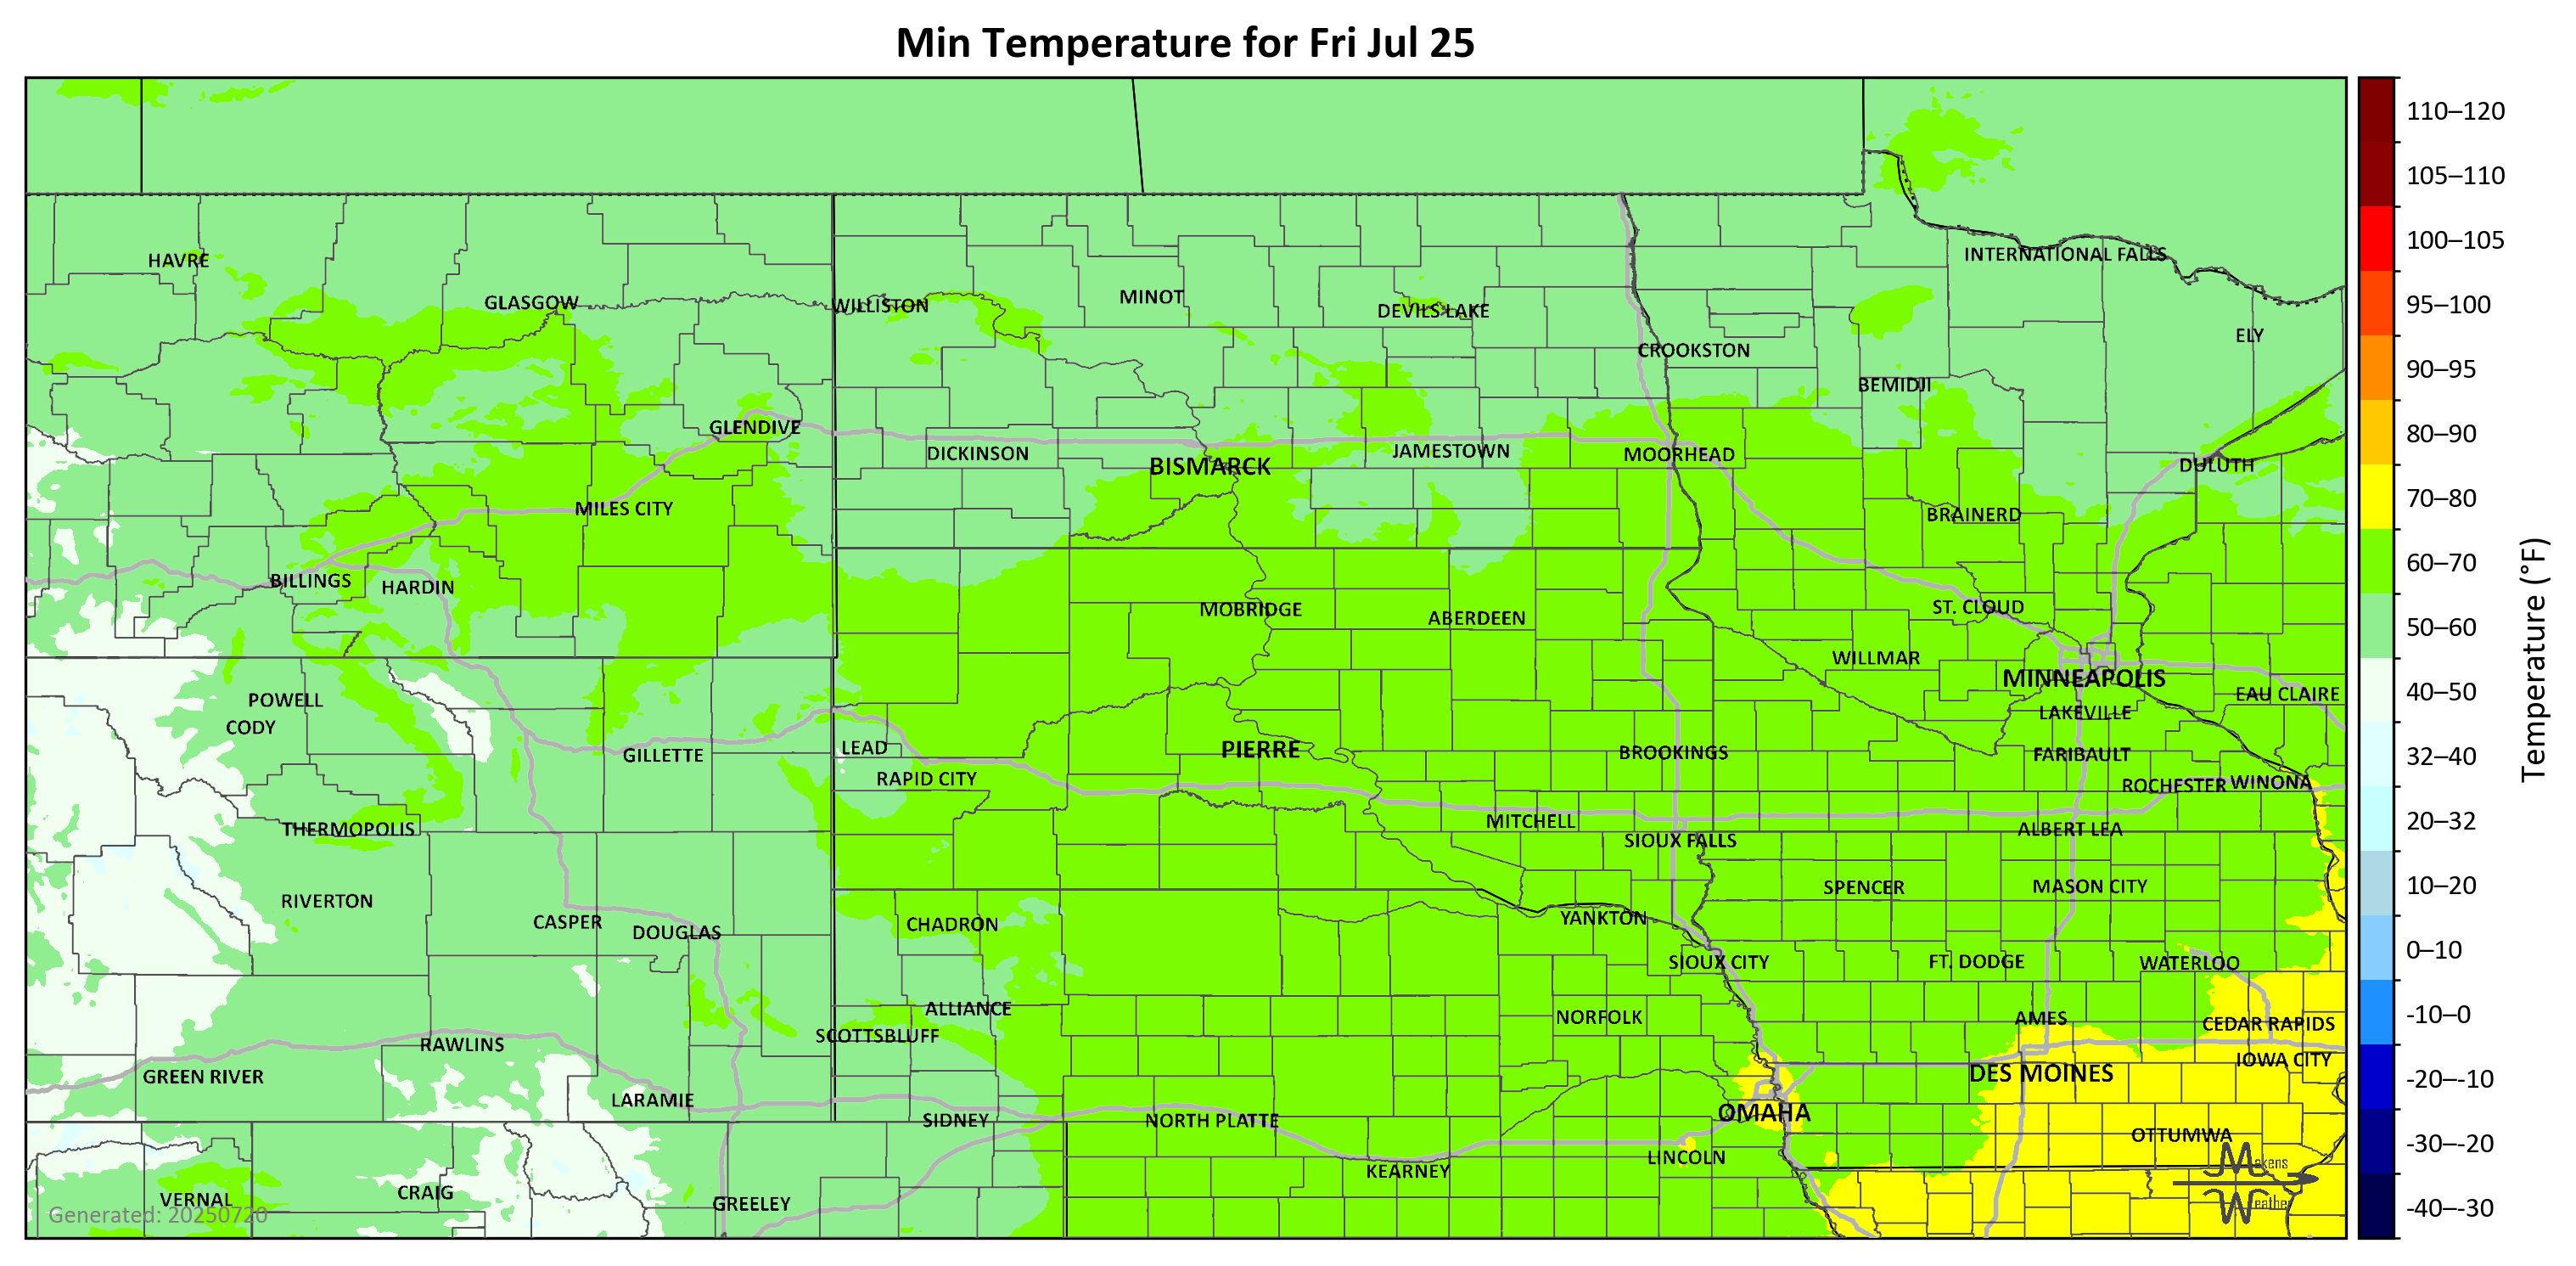 Min Temperature for Fri Jul 25
HAVRE
GLASGOW
WILLISTON
MINOT
DEVILS LAKE
INTERNATIONAL FALLS
CROOKSTON
ELY
BEMIDJI
GLENDIVE
DICKINSON
BISMARCK
JAMESTOWN
MOORHEAD
DULUTH
MILES CITY
BRAINERD
BILLINGS
HARDIN
MOBRIDGE
ABERDEEN
ST. CLOUD
WILLMAR
MINNEAPOLIS
EAU CLAIRE
POWELL
CODY
LAKEVILLE
GILLETTE
LEAD
PIERRE
BROOKINGS
FARIBAULT
RAPID CITY
ROCHESTER
WINONA
THERMOPOLIS
MITCHELL
SIOUX FALLS
ALBERT LEA
RIVERTON
SPENCER
MASON CITY
CASPER
DOUGLAS
CHADRON
YANKTON
SIOUX CITY
FT. DODGE
WATERLOO
ALLIANCE
SCOTTSBLUFF
NORFOLK
AMES
CEDAR RAPIDS
RAWLINS
IOWA CITY
GREEN RIVER
DES MOINES
LARAMIE
SIDNEY
NORTH PLATTE
OMAHA
OTTUMWA
LINCOLN
KEARNEY
VERNAL
CRAIG
GREELEY
Generated: 20250720
Makens
Weather
110–120
105–110
100–105
95–100
90–95
80–90
70–80
60–70
50–60
40–50
32–40
20–32
10–20
0–10
-10–0
-20–-10
-30–-20
-40–-30
Temperature (°F)